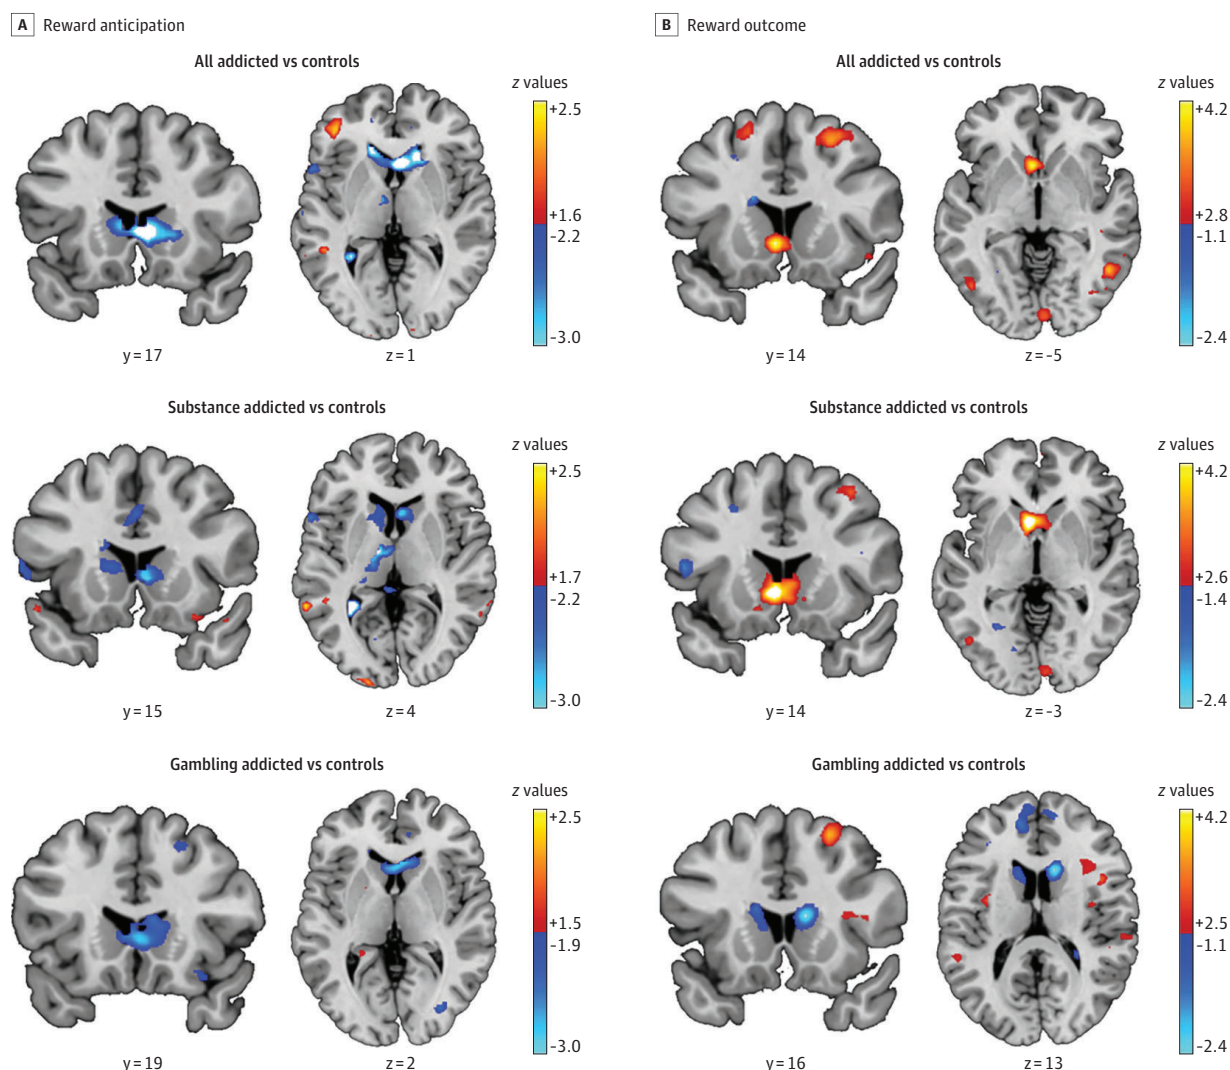 A Reward anticipation
All addicted vs controls
z values
+2.5
+1.6
-2.2
-3.0
y = 17
z = 1
Substance addicted vs controls
z values
+2.5
+1.7
-2.2
-3.0
y = 15
z = 4
Gambling addicted vs controls
z values
+2.5
+1.5
-1.9
-3.0
y = 19
z = 2
B Reward outcome
All addicted vs controls
z values
+4.2
+2.8
-1.1
-2.4
y = 14
z = -5
Substance addicted vs controls
z values
+4.2
+2.6
-1.4
-2.4
y = 14
z = -3
Gambling addicted vs controls
z values
+4.2
+2.5
-1.1
-2.4
y = 16
z = 13